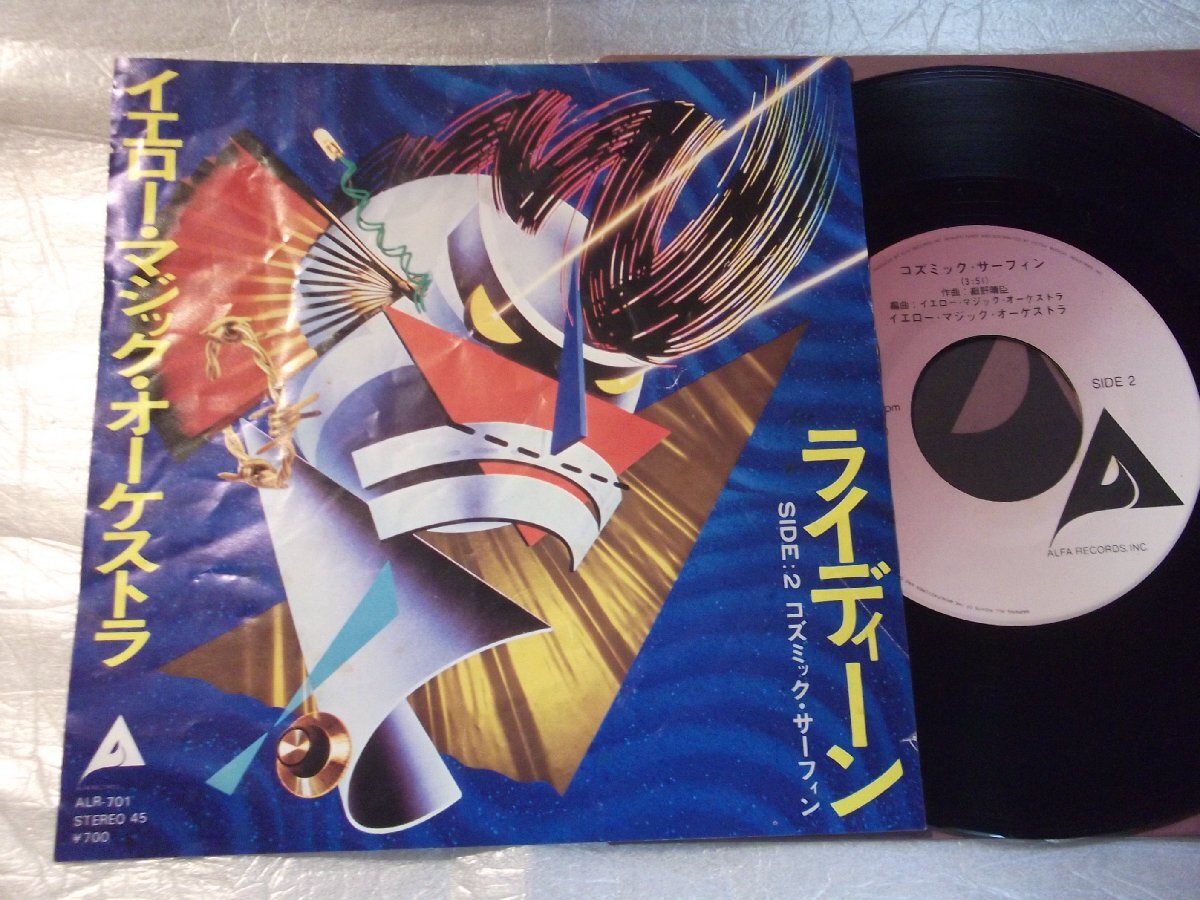 イエロー・マジック・オーケストラ
ライディーン
SIDE:2 コズミック・サーフィン
ALR-701
STEREO 45
¥700
コズミック・サーフィン
(3:51)
作曲:細野晴臣
編曲:イエロー・マジック・オーケストラ
イエロー・マジック・オーケストラ
SIDE 2
pm
ALFA RECORDS, INC.